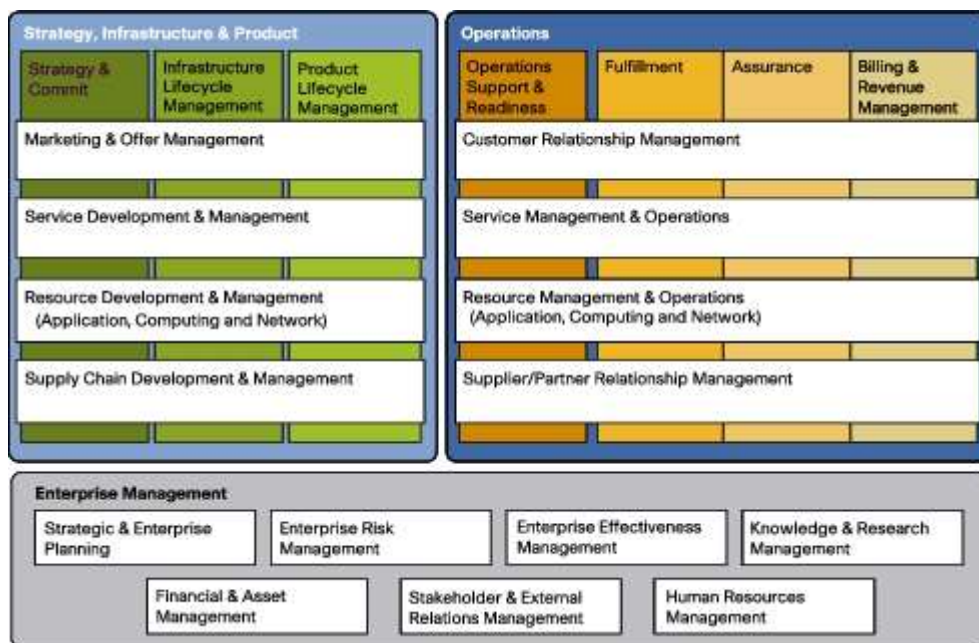 Strategy, Infrastructure & Product
Strategy &
Commit
Infrastructure
Lifecycle
Management
Product
Lifecycle
Management
Marketing & Offer Management
Service Development & Management
Resource Development & Management
(Application, Computing and Network)
Supply Chain Development & Management
Operations
Operations
Support &
Readiness
Fulfillment
Assurance
Billing &
Revenue
Management
Customer Relationship Management
Service Management & Operations
Resource Management & Operations
(Application, Computing and Network)
Supplier/Partner Relationship Management
Enterprise Management
Strategic & Enterprise
Planning
Enterprise Risk
Management
Enterprise Effectiveness
Management
Knowledge & Research
Management
Financial & Asset
Management
Stakeholder & External
Relations Management
Human Resources
Management